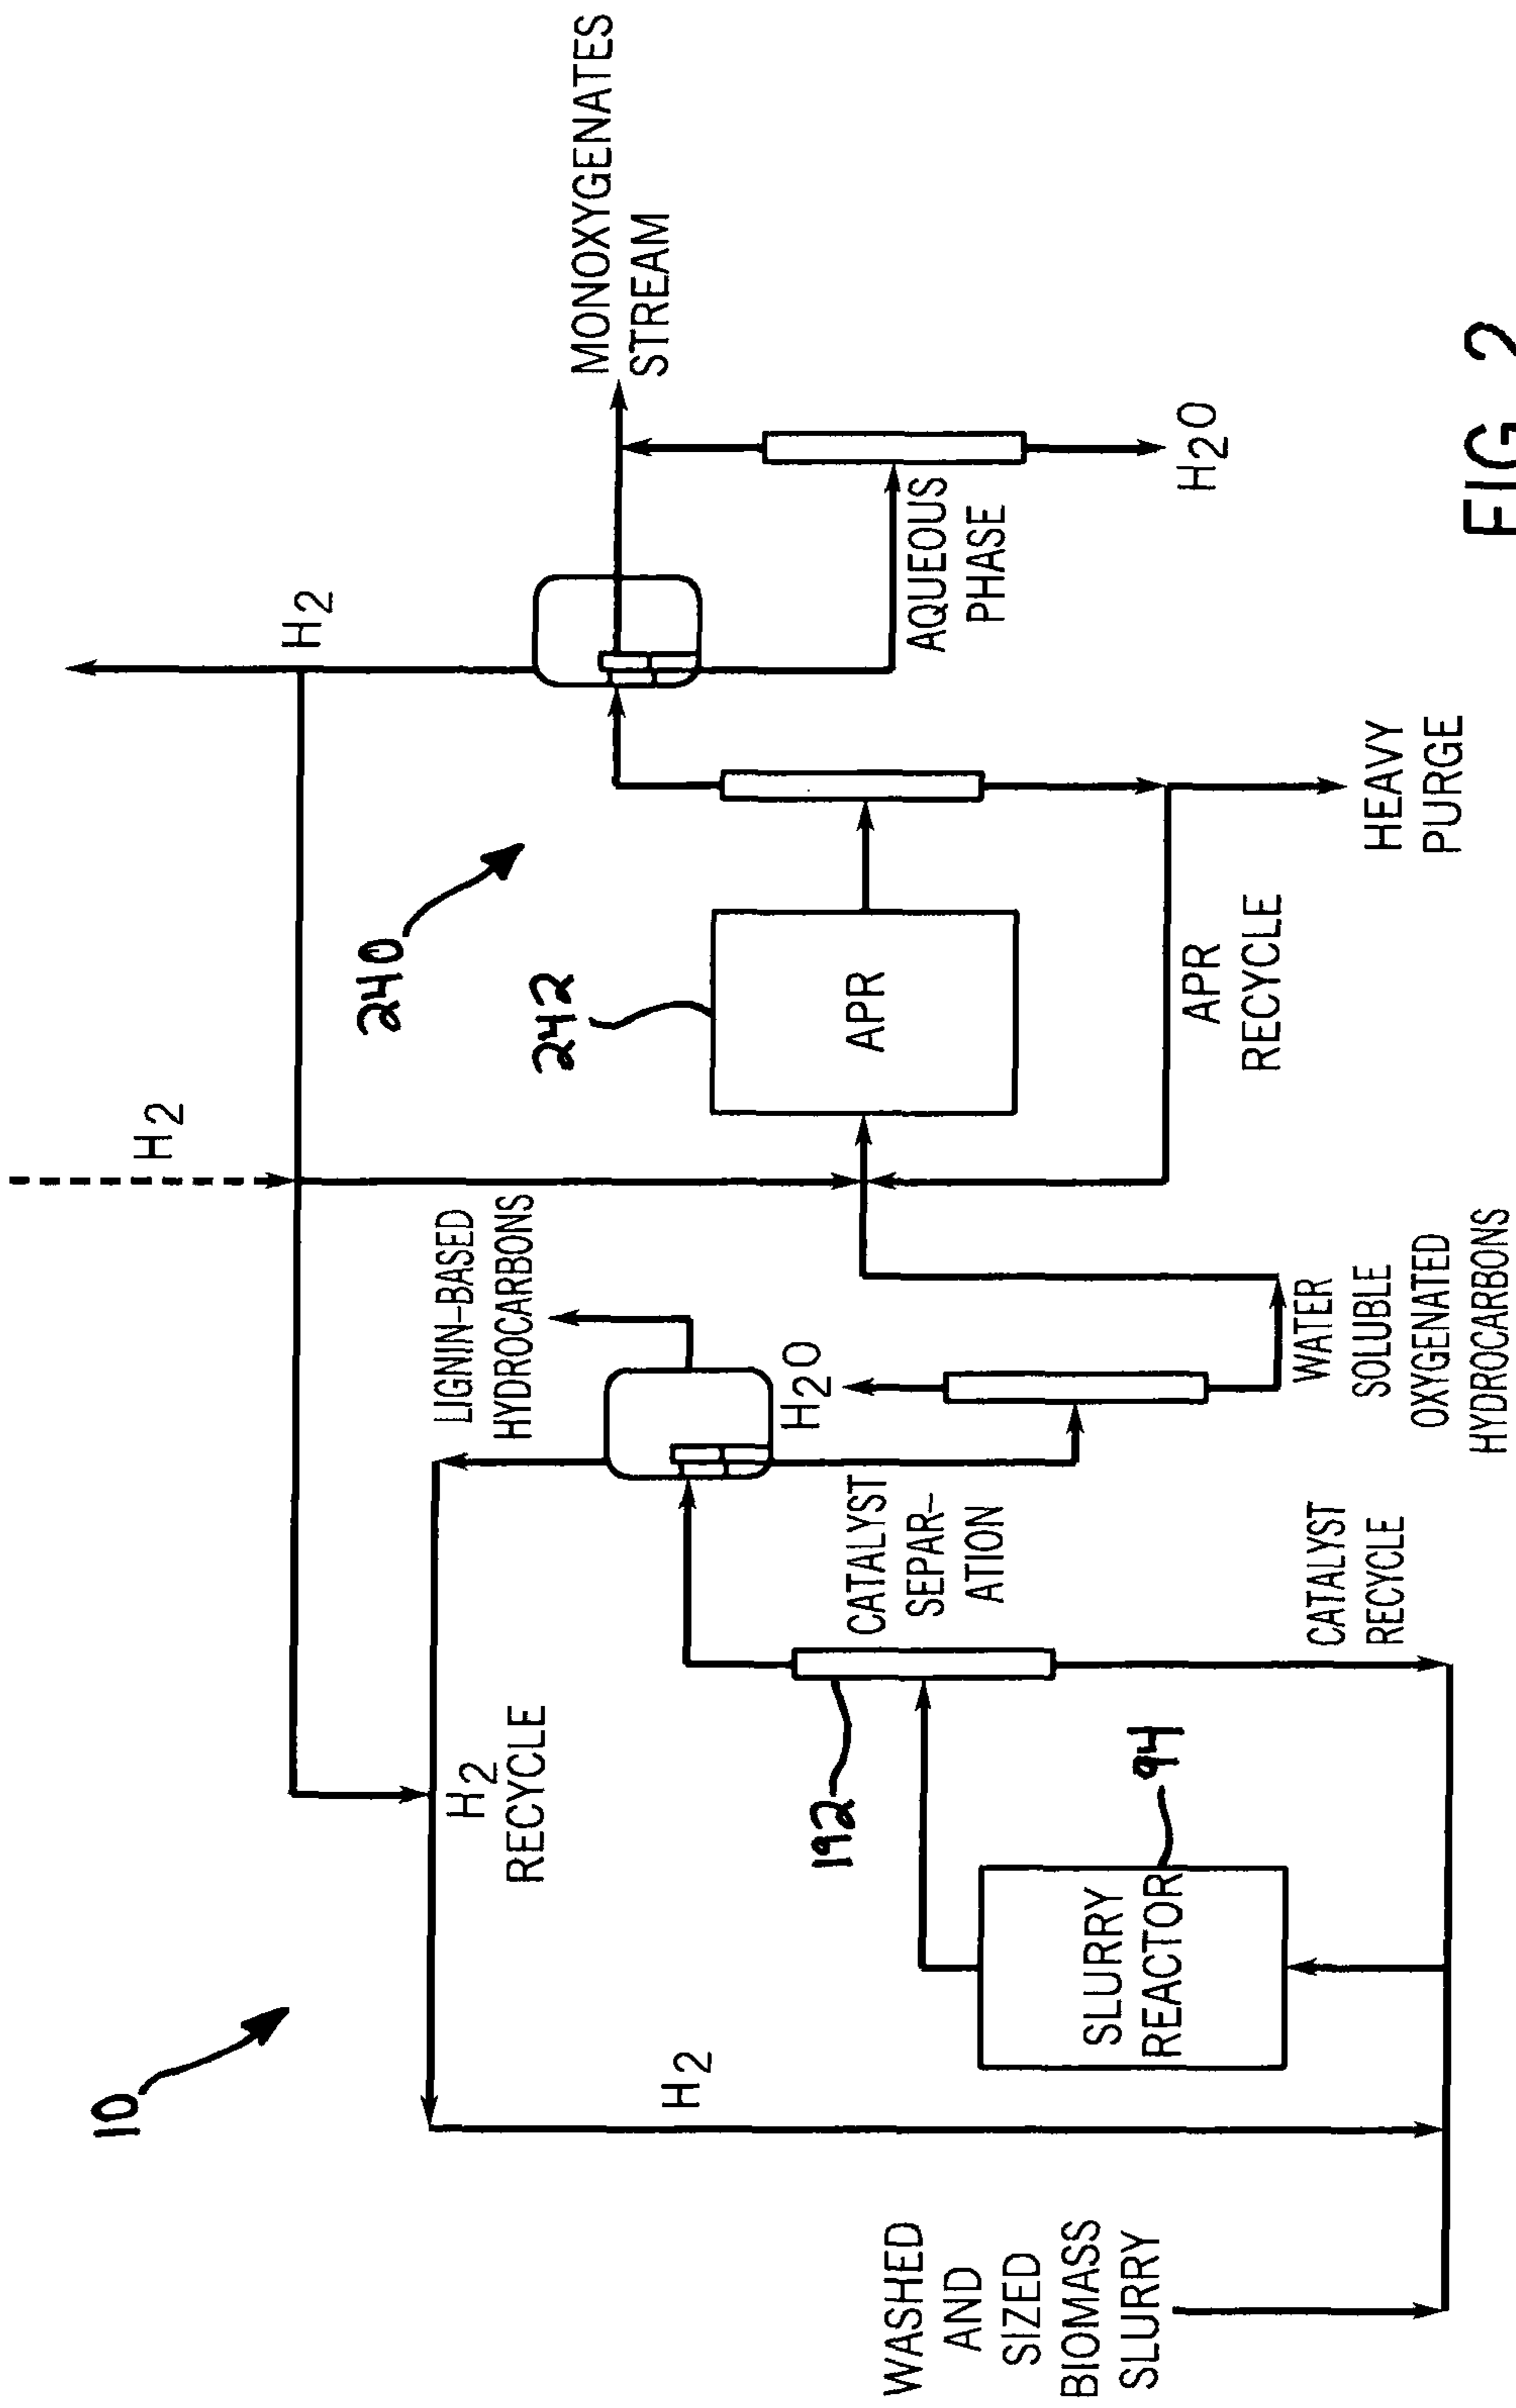 10
H2
H2
240
LIGNIN-BASED
HYDROCARBONS
H2
RECYCLE
242
MONOXYGENATES
STREAM
H2
H2O
APR
192
CATALYST
SEPAR-
ATION
AQUEOUS
PHASE
WASHED
AND
SIZED
BIOMASS
SLURRY
SLURRY
REACTOR
94
H2O
APR
RECYCLE
CATALYST
RECYCLE
WATER
SOLUBLE
OXYGENATED
HYDROCARBONS
HEAVY
PURGE
FIG 2